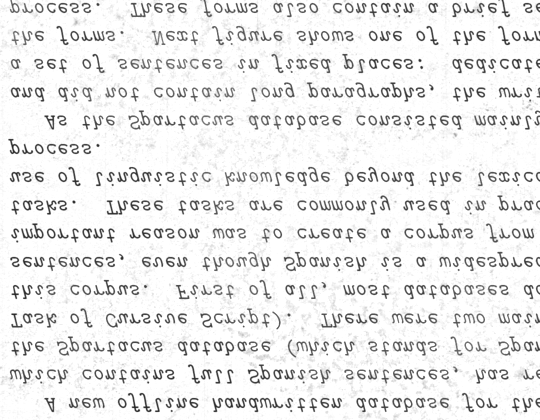 A new offline handwritten database for the
which contains full Spanish sentences, has re
the Spartacus database (which stands for Span
Task of Cursive Script). There were two main
this corpus. First of all, most databases do
sentences, even though Spanish is a widesprea
important reason was to create a corpus from
tasks. These tasks are commonly used in prac
use of linguistic knowledge beyond the lexico
process.
As the Spartacus database consisted mainly
and did not contain long paragraphs, the writ
a set of sentences in fixed places: dedicate
the forms. Next figure shows one of the form
process. These forms also contain a brief se